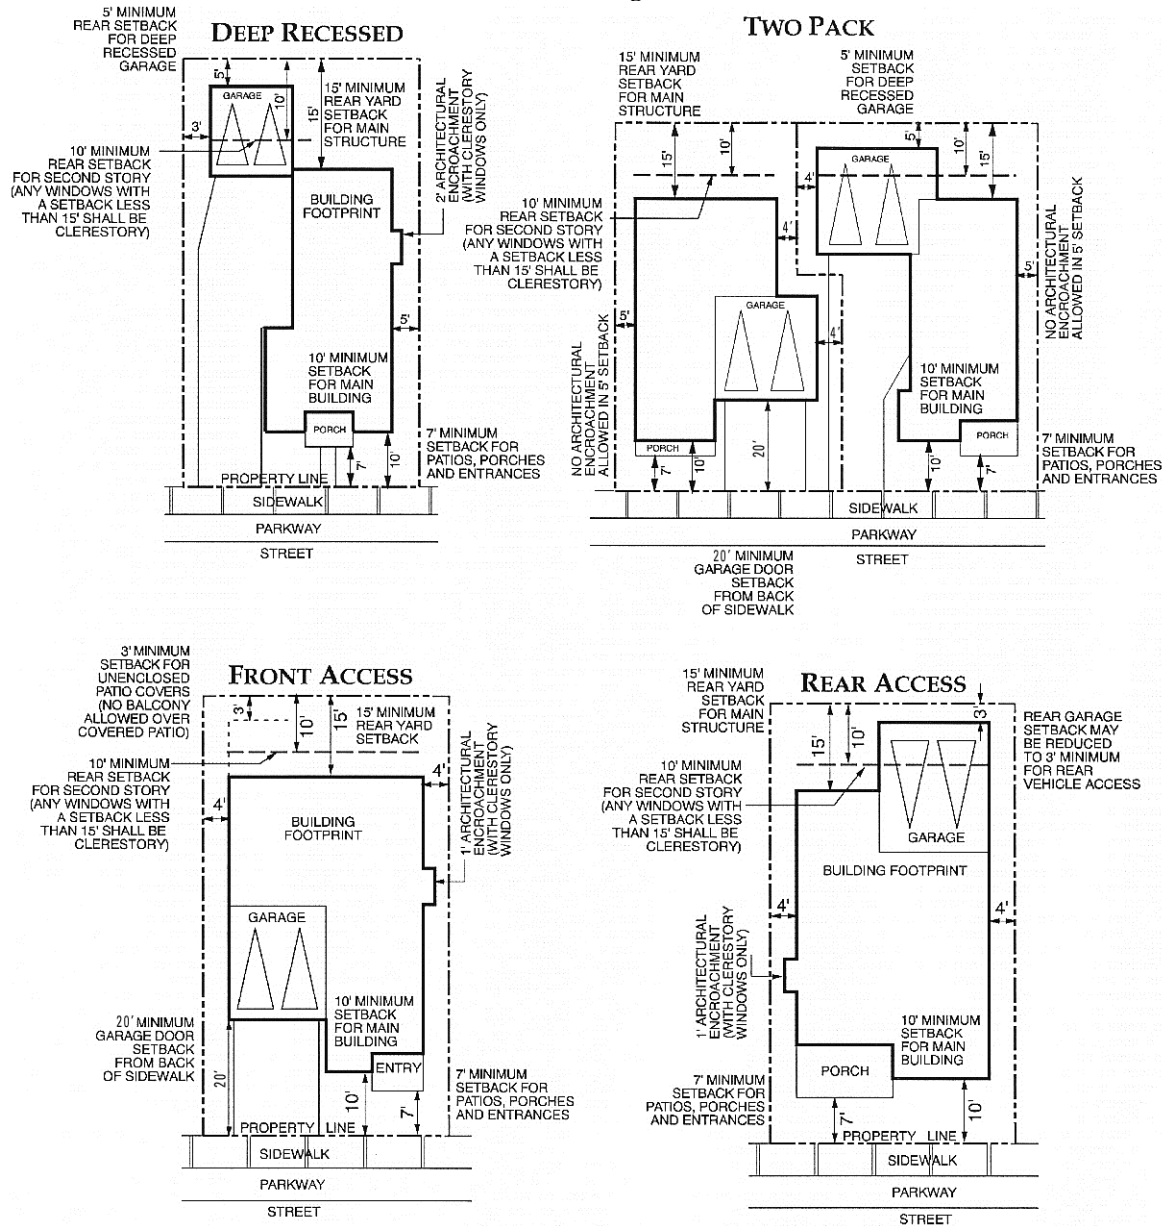 DEEP RECESSED
5' MINIMUM
REAR SETBACK
FOR DEEP
RECESSED
GARAGE
5'
10'
15'
GARAGE
3'
15' MINIMUM
REAR YARD
SETBACK
FOR MAIN
STRUCTURE
10' MINIMUM
REAR SETBACK
FOR SECOND STORY
(ANY WINDOWS WITH
A SETBACK LESS
THAN 15' SHALL BE
CLERESTORY)
2' ARCHITECTURAL
ENCROACHMENT
(WITH CLERESTORY
WINDOWS ONLY)
BUILDING
FOOTPRINT
5'
10' MINIMUM
SETBACK
FOR MAIN
BUILDING
PORCH
7'
10'
7' MINIMUM
SETBACK FOR
PATIOS, PORCHES
AND ENTRANCES
PROPERTY LINE
SIDEWALK
PARKWAY
STREET
TWO PACK
15' MINIMUM
REAR YARD
SETBACK
FOR MAIN
STRUCTURE
5' MINIMUM
SETBACK
FOR DEEP
RECESSED
GARAGE
15'
10'
5'
10'
15'
GARAGE
4'
10' MINIMUM
REAR SETBACK
FOR SECOND STORY
(ANY WINDOWS WITH
A SETBACK LESS
THAN 15' SHALL BE
CLERESTORY)
4'
5'
NO ARCHITECTURAL
ENCROACHMENT
ALLOWED IN 5' SETBACK
GARAGE
5'
4'
NO ARCHITECTURAL
ENCROACHMENT
ALLOWED IN 5' SETBACK
10' MINIMUM
SETBACK
FOR MAIN
BUILDING
PORCH
PORCH
7'
10'
20'
10'
7'
7' MINIMUM
SETBACK FOR
PATIOS, PORCHES
AND ENTRANCES
SIDEWALK
PARKWAY
STREET
20' MINIMUM
GARAGE DOOR
SETBACK
FROM BACK
OF SIDEWALK
FRONT ACCESS
3' MINIMUM
SETBACK FOR
UNENCLOSED
PATIO COVERS
(NO BALCONY
ALLOWED OVER
COVERED PATIO)
3'
10'
15'
15' MINIMUM
REAR YARD
SETBACK
10' MINIMUM
REAR SETBACK
FOR SECOND STORY
(ANY WINDOWS WITH
A SETBACK LESS
THAN 15' SHALL BE
CLERESTORY)
4'
4'
1' ARCHITECTURAL
ENCROACHMENT
(WITH CLERESTORY
WINDOWS ONLY)
BUILDING
FOOTPRINT
GARAGE
10' MINIMUM
SETBACK
FOR MAIN
BUILDING
20' MINIMUM
GARAGE DOOR
SETBACK
FROM BACK
OF SIDEWALK
20'
ENTRY
10'
7'
7' MINIMUM
SETBACK FOR
PATIOS, PORCHES
AND ENTRANCES
PROPERTY LINE
SIDEWALK
PARKWAY
STREET
REAR ACCESS
15' MINIMUM
REAR YARD
SETBACK
FOR MAIN
STRUCTURE
15'
10'
3'
REAR GARAGE
SETBACK MAY
BE REDUCED
TO 3' MINIMUM
FOR REAR
VEHICLE ACCESS
10' MINIMUM
REAR SETBACK
FOR SECOND STORY
(ANY WINDOWS WITH
A SETBACK LESS
THAN 15' SHALL BE
CLERESTORY)
GARAGE
BUILDING FOOTPRINT
4'
4'
1' ARCHITECTURAL
ENCROACHMENT
(WITH CLERESTORY
WINDOWS ONLY)
10' MINIMUM
SETBACK
FOR MAIN
BUILDING
PORCH
7' MINIMUM
SETBACK FOR
PATIOS, PORCHES
AND ENTRANCES
7'
10'
PROPERTY LINE
SIDEWALK
PARKWAY
STREET